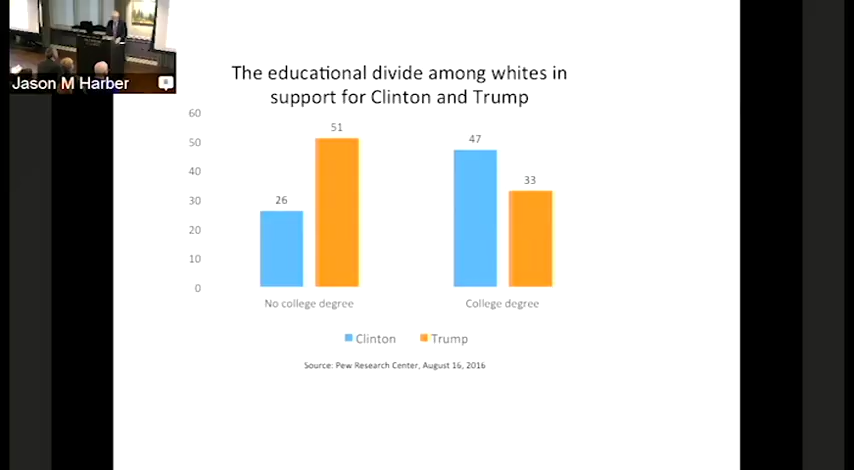 Jason M Harber
The educational divide among whites in
support for Clinton and Trump
60
50
40
30
20
10
0
26
51
47
33
No college degree
College degree
Clinton
Trump
Source: Pew Research Center, August 16, 2016